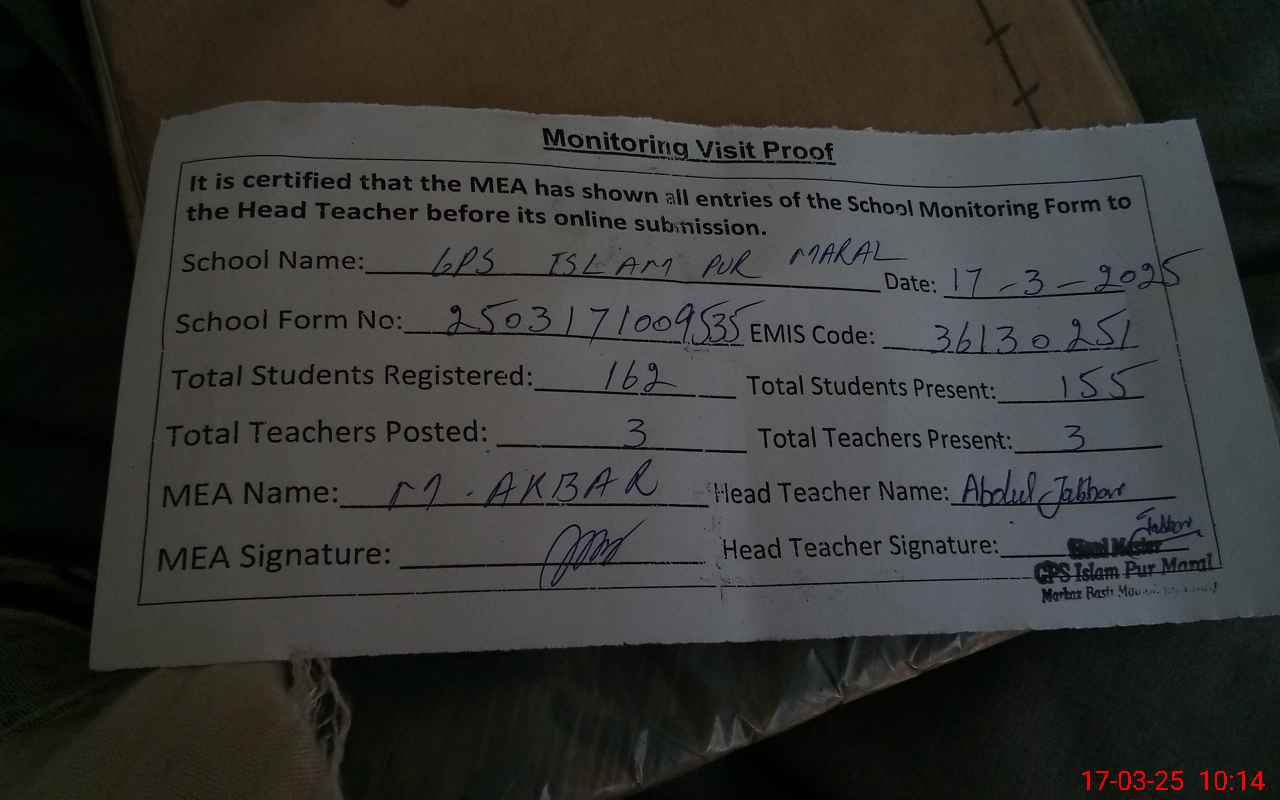 Monitoring Visit Proof
It is certified that the MEA has shown all entries of the School Monitoring Form to
the Head Teacher before its online submission.
School Name: GPS ISLAM PUR MARAL Date: 17-3-2025
School Form No: 2503171009535 EMIS Code: 36130251
Total Students Registered: 162 Total Students Present: 155
Total Teachers Posted: 3 Total Teachers Present: 3
MEA Name: M. AKBAR Head Teacher Name: Abdul Jabbar
MEA Signature: Head Teacher Signature: Jabbar
Head Master
GPS Islam Pur Maral
Markaz Basti
17-03-25 10:14